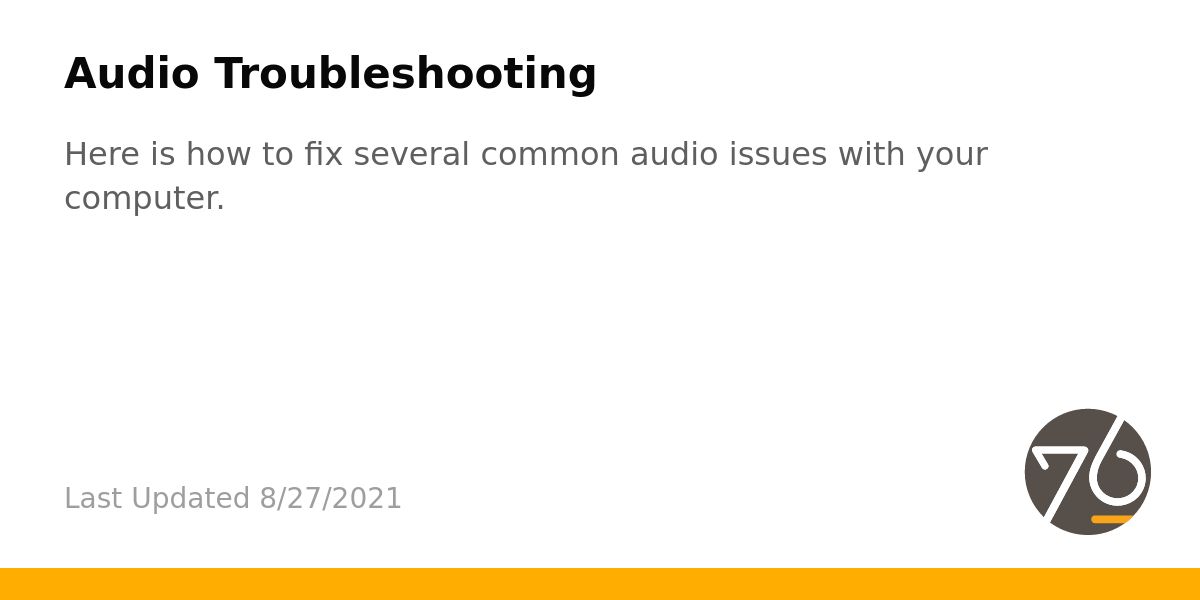 Audio Troubleshooting
Here is how to fix several common audio issues with your
computer.
Last Updated 8/27/2021
76